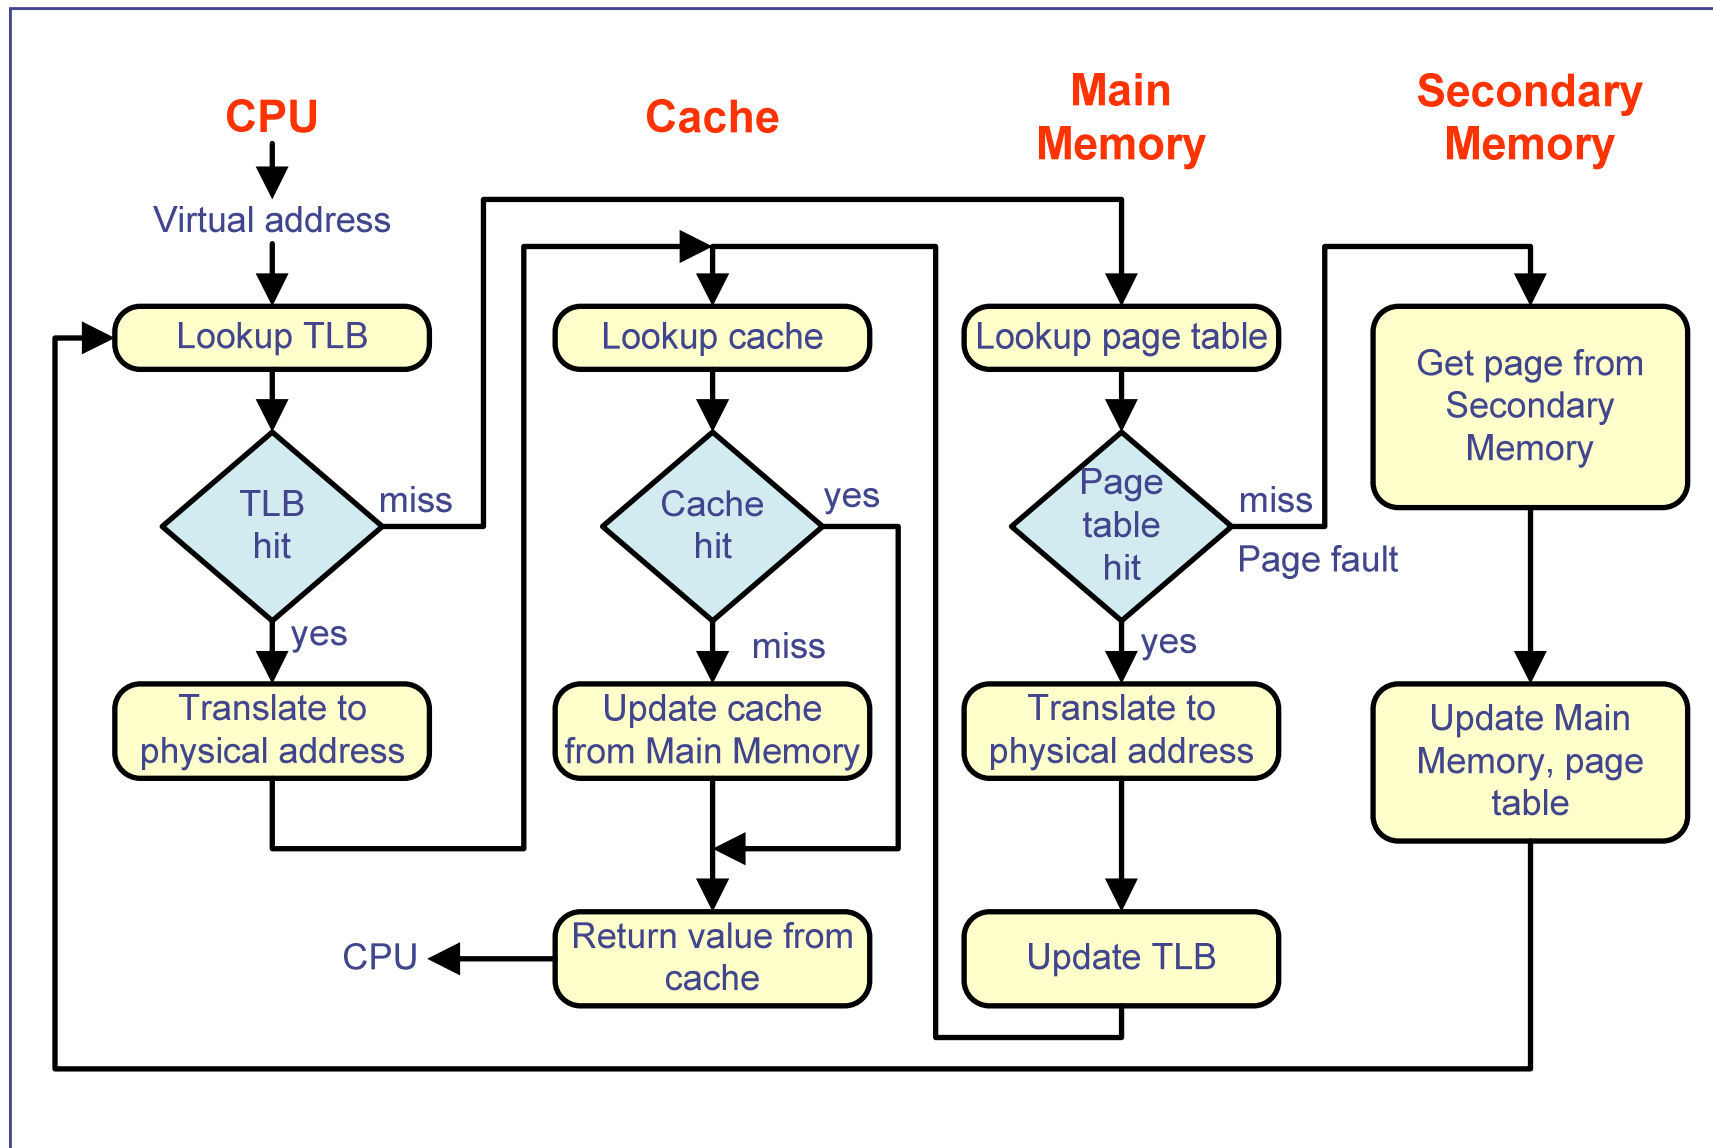 CPU
Cache
Main
Memory
Secondary
Memory
Virtual address
Lookup TLB
Lookup cache
Lookup page table
Get page from
Secondary
Memory
TLB
hit
miss
Cache
hit
yes
Page
table
hit
miss
Page fault
yes
miss
yes
Translate to
physical address
Update cache
from Main Memory
Translate to
physical address
Update Main
Memory, page
table
CPU
Return value from
cache
Update TLB